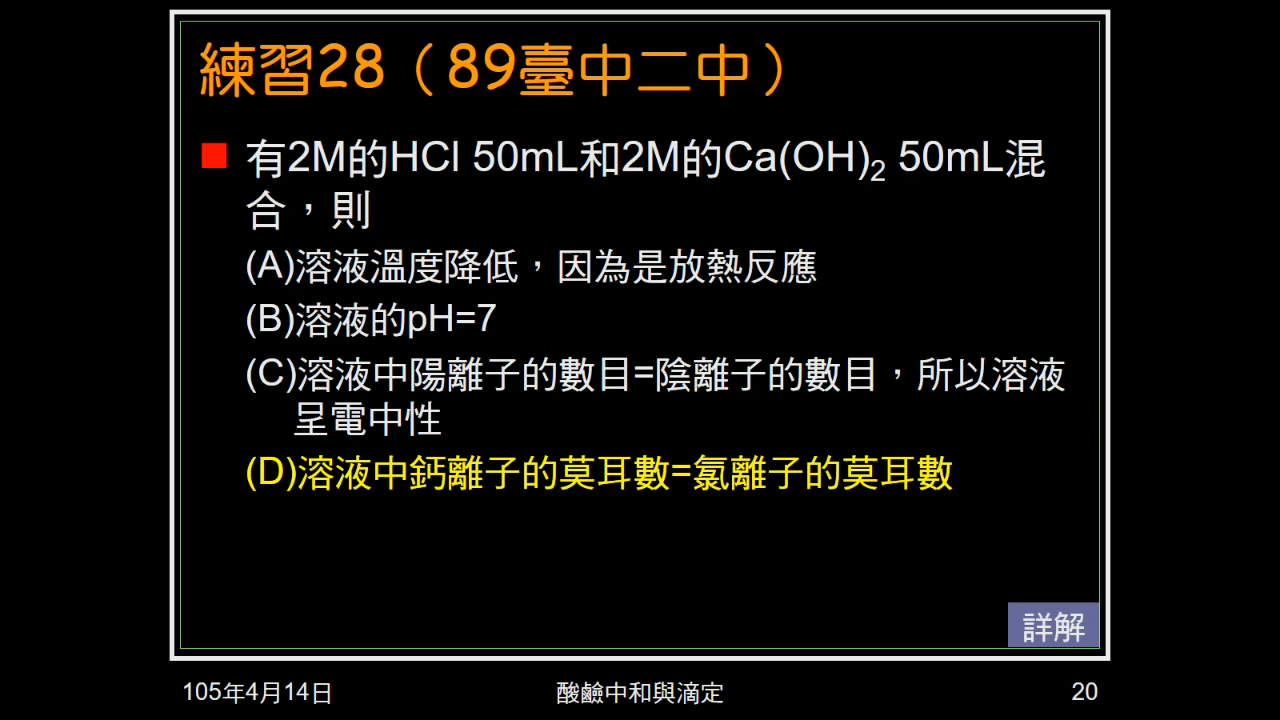 練習28（89臺中二中）
有2M的HCl 50mL和2M的Ca(OH)₂ 50mL混
合，則
(A)溶液溫度降低，因為是放熱反應
(B)溶液的pH=7
(C)溶液中陽離子的數目=陰離子的數目，所以溶液
呈電中性
(D)溶液中鈣離子的莫耳數=氯離子的莫耳數
詳解
105年4月14日
酸鹼中和與滴定
20